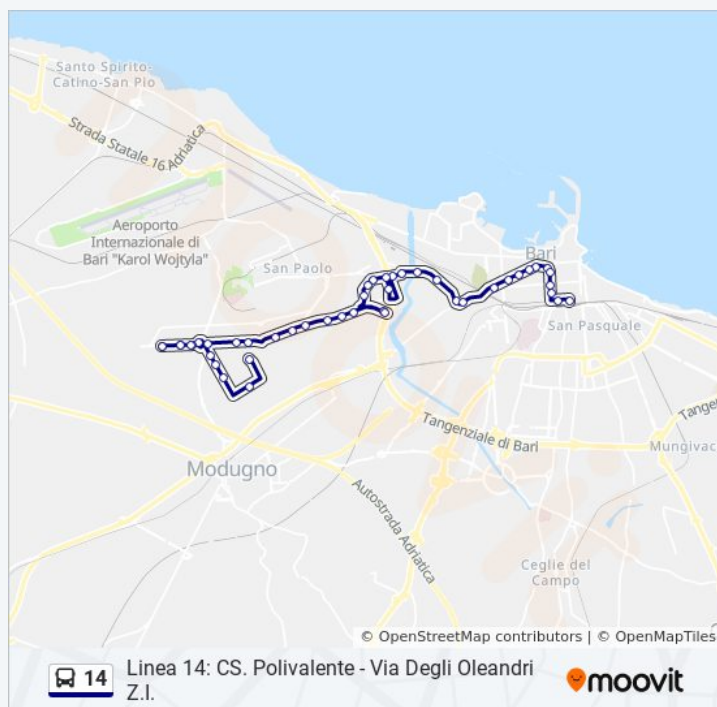 Santo Spirito-
Catino-San Pio
Strada Statale 16 Adriatica
Aeroporto
Internazionale di
Bari "Karol Wojtyla"
San Paolo
Bari
San Pasquale
Tangenziale di Bari
Tange
Mungivac
Modugno
Autostrada Adriatica
Ceglie del
Campo
© OpenStreetMap contributors | © OpenMapTiles
14 Linea 14: CS. Polivalente - Via Degli Oleandri
Z.I.
moovit